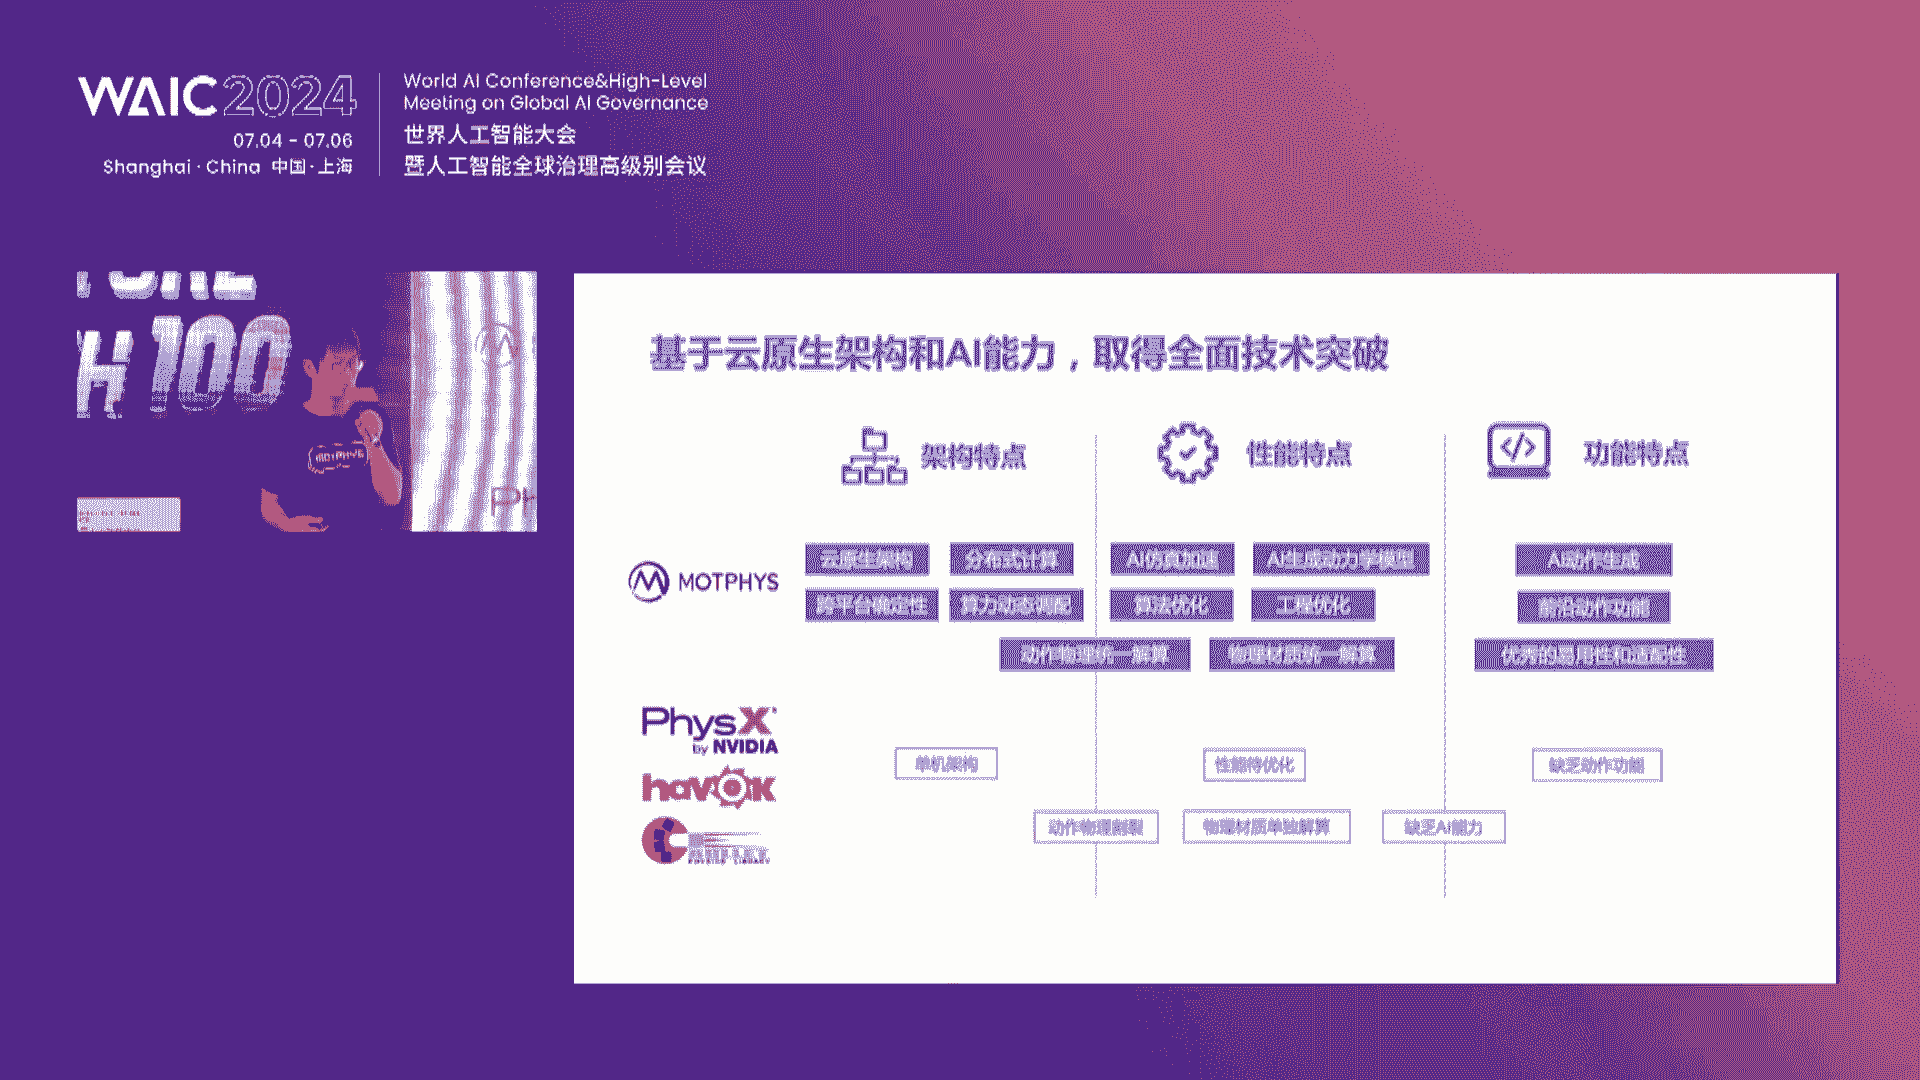 WAIC 2024
07.04 - 07.06
Shanghai · China 中国·上海
World AI Conference&High-Level
Meeting on Global AI Governance
世界人工智能大会
暨人工智能全球治理高级别会议
100
MOTPHYS
基于云原生架构和AI能力，取得全面技术突破
架构特点
性能特点
功能特点
MOTPHYS
云原生架构
分布式计算
AI仿真加速
AI生成动力学模型
AI动作生成
跨平台确定性
算力动态调配
算法优化
工程优化
前沿动作功能
动作物理统一解算
物理材质统一解算
优秀的易用性和适配性
PhysX
by NVIDIA
havok
单机架构
性能待优化
缺乏动作功能
动作物理割裂
物理材质单独解算
缺乏AI能力